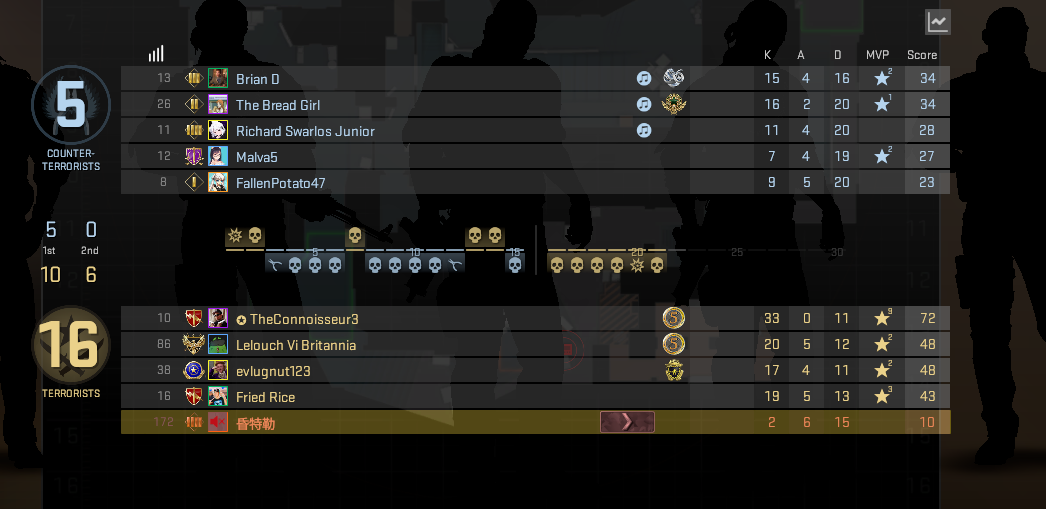 K A D MVP Score
13 Brian D 15 4 16 2 34
26 The Bread Girl 16 2 20 1 34
11 Richard Swarlos Junior 11 4 20 28
12 Malva5 7 4 19 2 27
8 FallenPotato47 9 5 20 23
5
COUNTER-
TERRORISTS
5 0
1st 2nd
10 6
5 10 15 20 25 30
16
TERRORISTS
10 TheConnoisseur3 5 33 0 11 9 72
86 Lelouch Vi Britannia 5 20 5 12 2 48
38 evlugnut123 17 4 11 2 48
16 Fried Rice 19 5 13 3 43
172 昏特勒 2 6 15 10